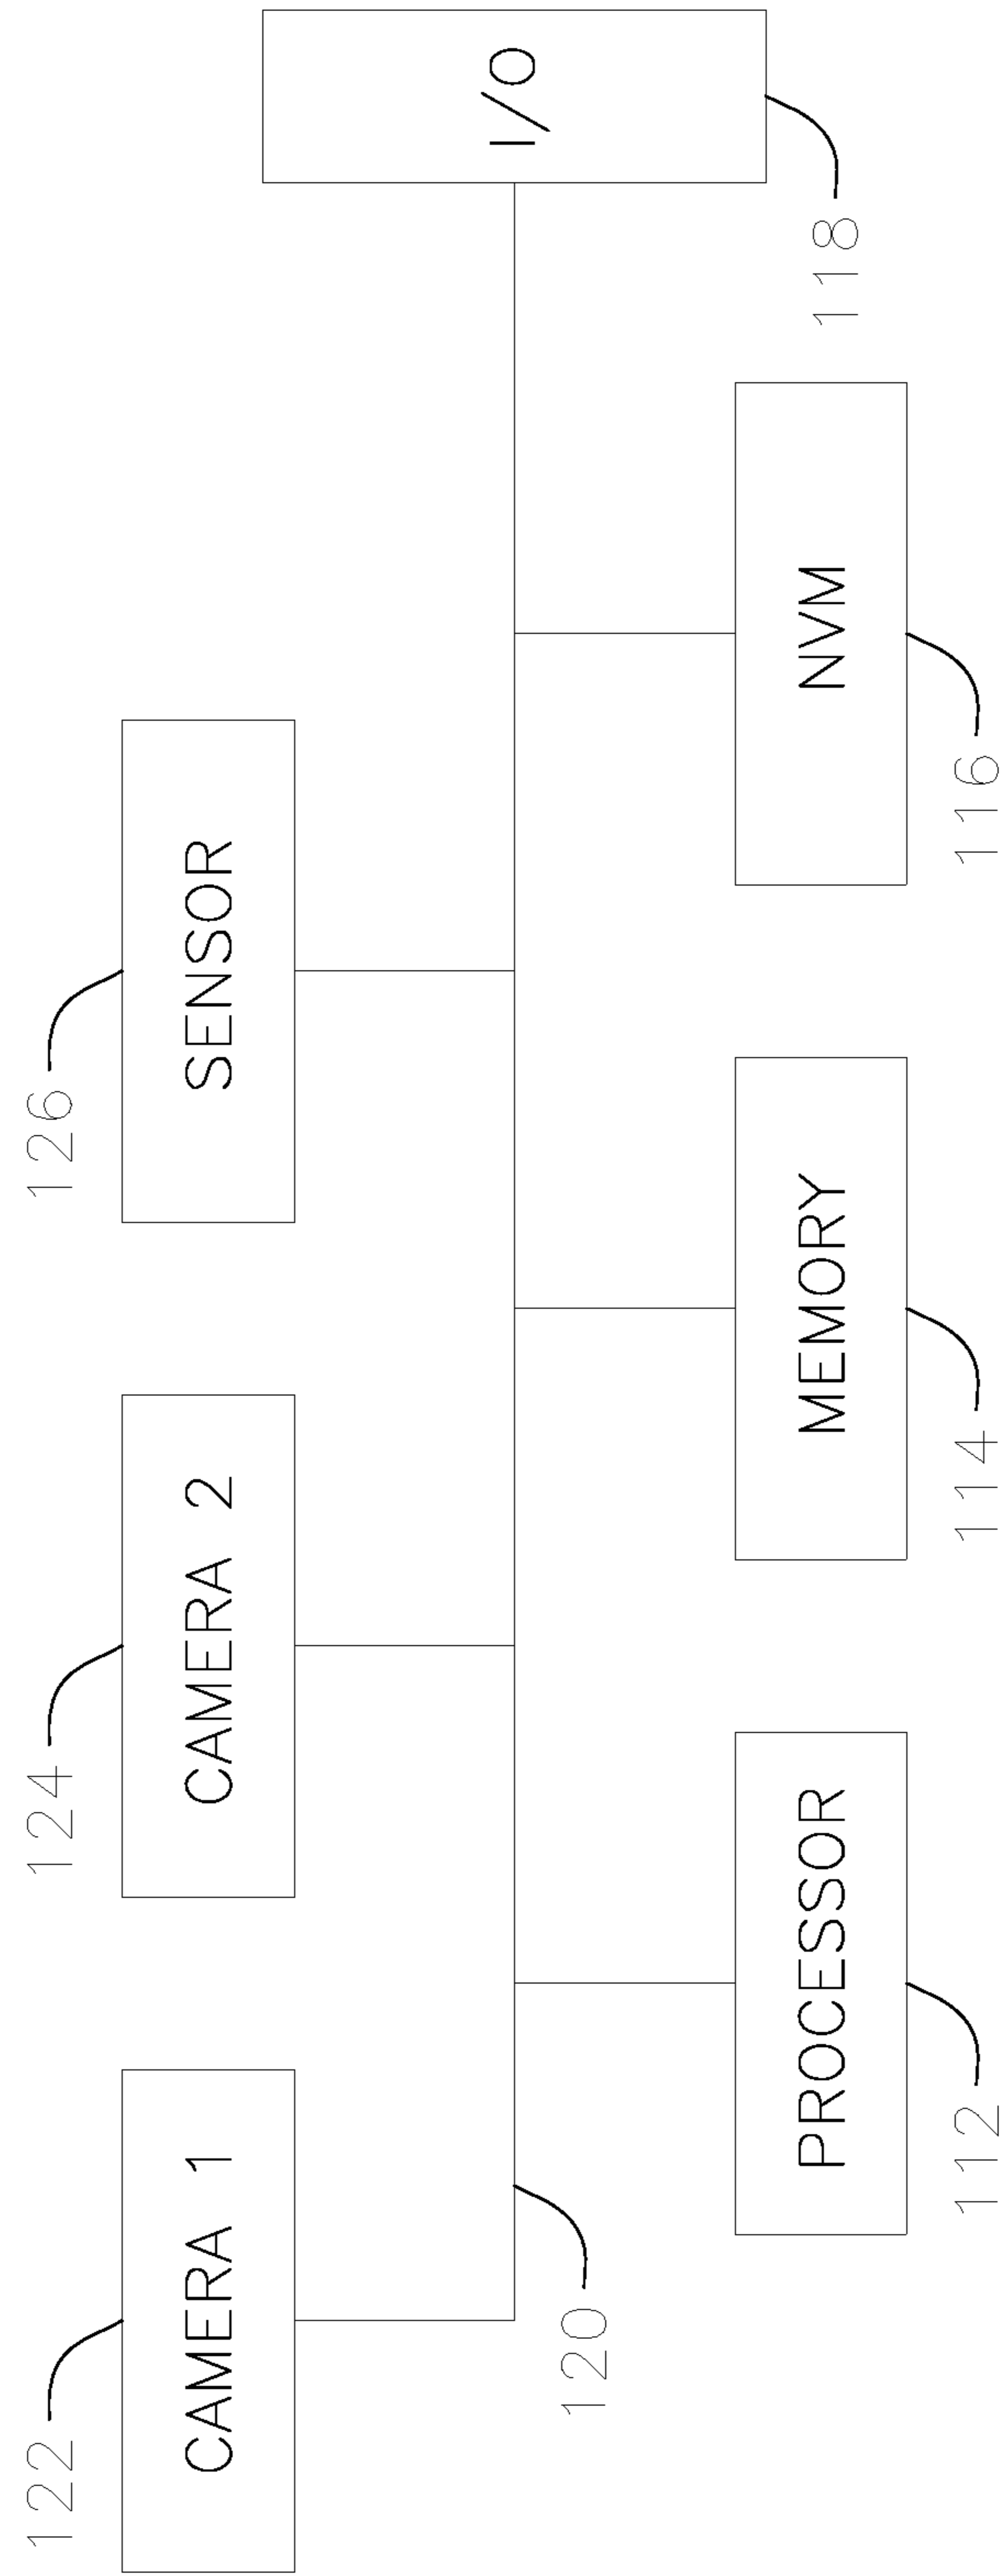 122
CAMERA 1
124
CAMERA 2
126
SENSOR
I/O
118
120
PROCESSOR
112
MEMORY
114
NVM
116